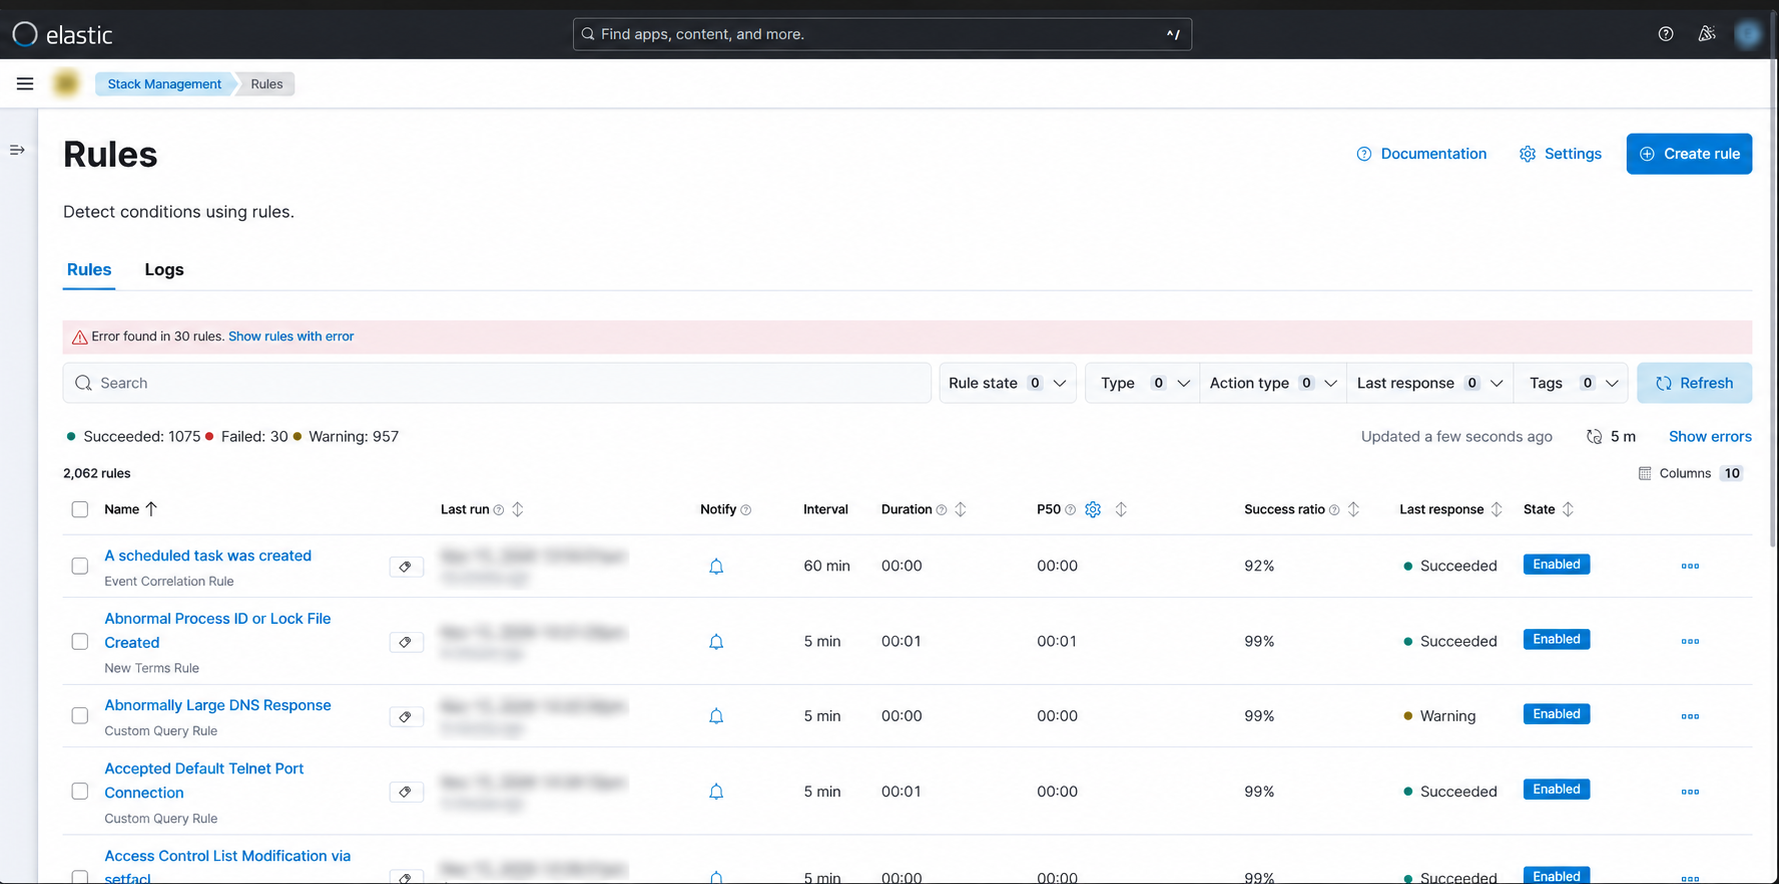 elastic
Find apps, content, and more.
^/
Stack Management
Rules
Rules
Documentation
Settings
Create rule
Detect conditions using rules.
Rules
Logs
Error found in 30 rules. Show rules with error
Search
Rule state 0
Type 0
Action type 0
Last response 0
Tags 0
Refresh
Succeeded: 1075 Failed: 30 Warning: 957
Updated a few seconds ago
5 m
Show errors
2,062 rules
Columns 10
Name
Last run
Notify
Interval
Duration
P50
Success ratio
Last response
State
A scheduled task was created
Event Correlation Rule
60 min
00:00
00:00
92%
Succeeded
Enabled
Abnormal Process ID or Lock File
Created
New Terms Rule
5 min
00:01
00:01
99%
Succeeded
Enabled
Abnormally Large DNS Response
Custom Query Rule
5 min
00:00
00:00
99%
Warning
Enabled
Accepted Default Telnet Port
Connection
Custom Query Rule
5 min
00:01
00:00
99%
Succeeded
Enabled
Access Control List Modification via
setfacl
5 min
00:00
00:00
99%
Succeeded
Enabled